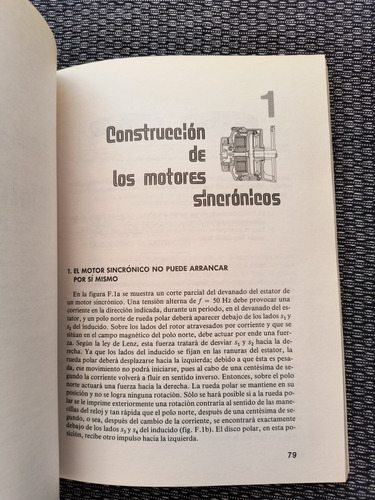 1
Construcción
de
los motores
sincrónicos
1. EL MOTOR SINCRÓNICO NO PUEDE ARRANCAR
POR SÍ MISMO
En la figura F.1a se muestra un corte parcial del devanado del estator de
un motor sincrónico. Una tensión alterna de f = 50 Hz debe provocar una
corriente en la dirección indicada, durante un período, en el devanado del es-
tator, y un polo norte de rueda polar deberá aparecer debajo de los lados s₁ y
s₂ del inducido. Sobre los lados del rotor atravesados por corriente y que se
sitúan en el campo magnético del polo norte, debe actuar por ende una fuer-
za. Según la ley de Lenz, esta fuerza tratará de desviar s₁ y s₂ hacia la dere-
cha. Ya que los lados del inducido se fijan en las ranuras del estator, la
rueda polar deberá desplazarse hacia la izquierda; debido a que ésta es pesa-
da, ese movimiento no podrá iniciarse, pues al cabo de una centésima de se-
gundo la corriente volverá a fluir en sentido inverso. Entonces, sobre el polo
norte actuará una fuerza hacia la derecha. La rueda polar se mantiene en su
posición y no se logra ninguna rotación. Sólo se hará posible si a la rueda po-
lar se le imprime exteriormente una rotación contraria al sentido de las mane-
cillas del reloj y tan rápida que el polo norte, después de una centésima de se-
gundo, o sea, después del cambio de la corriente, se encontrará exactamente
debajo de los lados s₃ y s₄ del inducido (fig. F.1b). El disco polar, en esta po-
sición, recibe otro impulso hacia la izquierda.
79